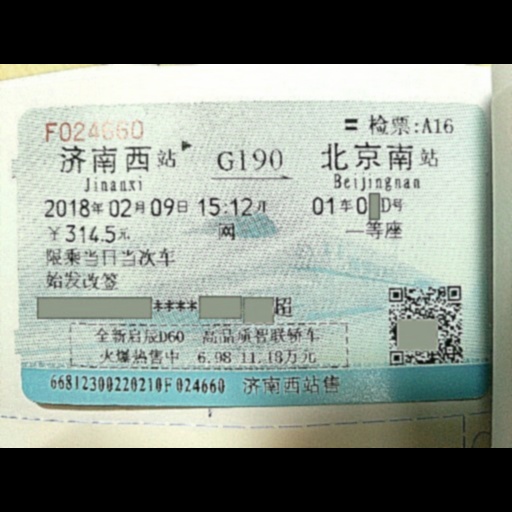 F024660
检票:A16
济南西站 G190 北京南站
Jinanxi Beijingnan
2018年02月09日 15:12开 01车0 D号
￥314.5元 网 一等座
限乘当日当次车
始发改签
**** 超
全新启辰D60 高品质智联轿车
火爆热售中 6.98-11.18万元
66812300220210F024660 济南西站售